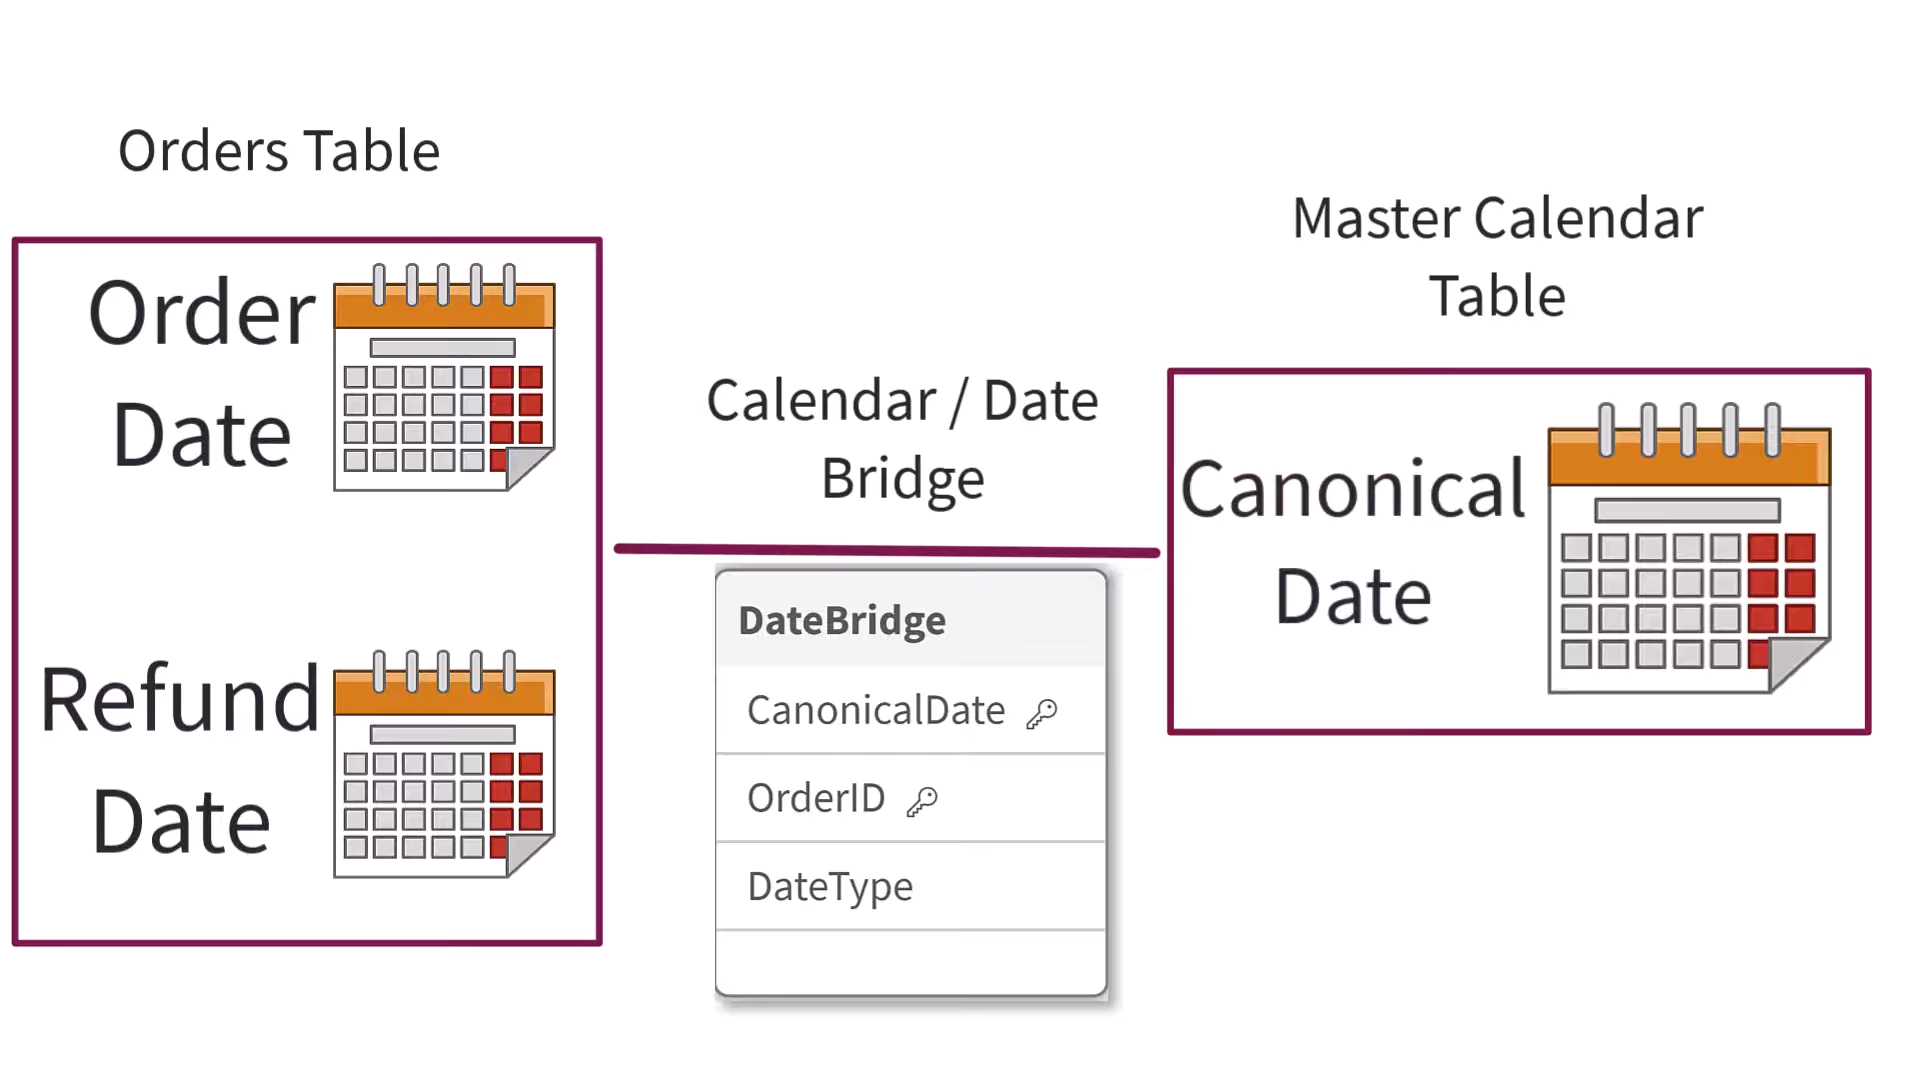 Orders Table
Order
Date
Refund
Date
Calendar / Date
Bridge
DateBridge
CanonicalDate
OrderID
DateType
Master Calendar
Table
Canonical
Date